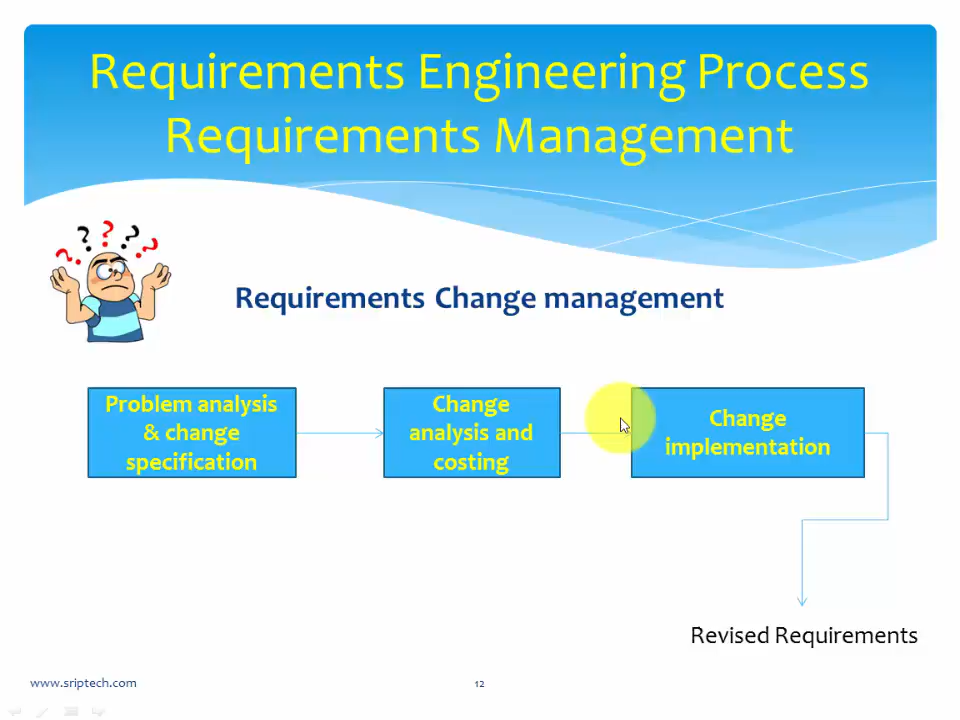 Requirements Engineering Process
Requirements Management
? ? ? ? ?
Requirements Change management
Problem analysis
& change
specification
Change
analysis and
costing
Change
implementation
Revised Requirements
www.sriptech.com
12